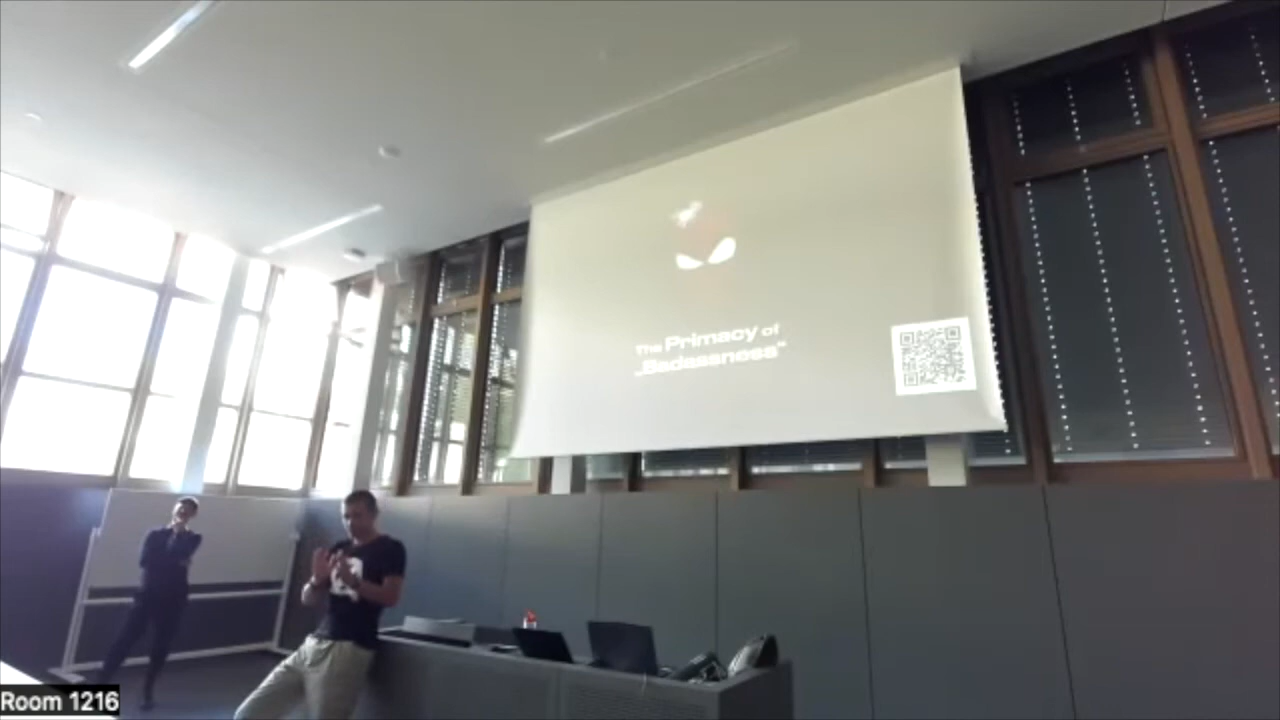 The Primacy of
„Badassness“
Room 1216